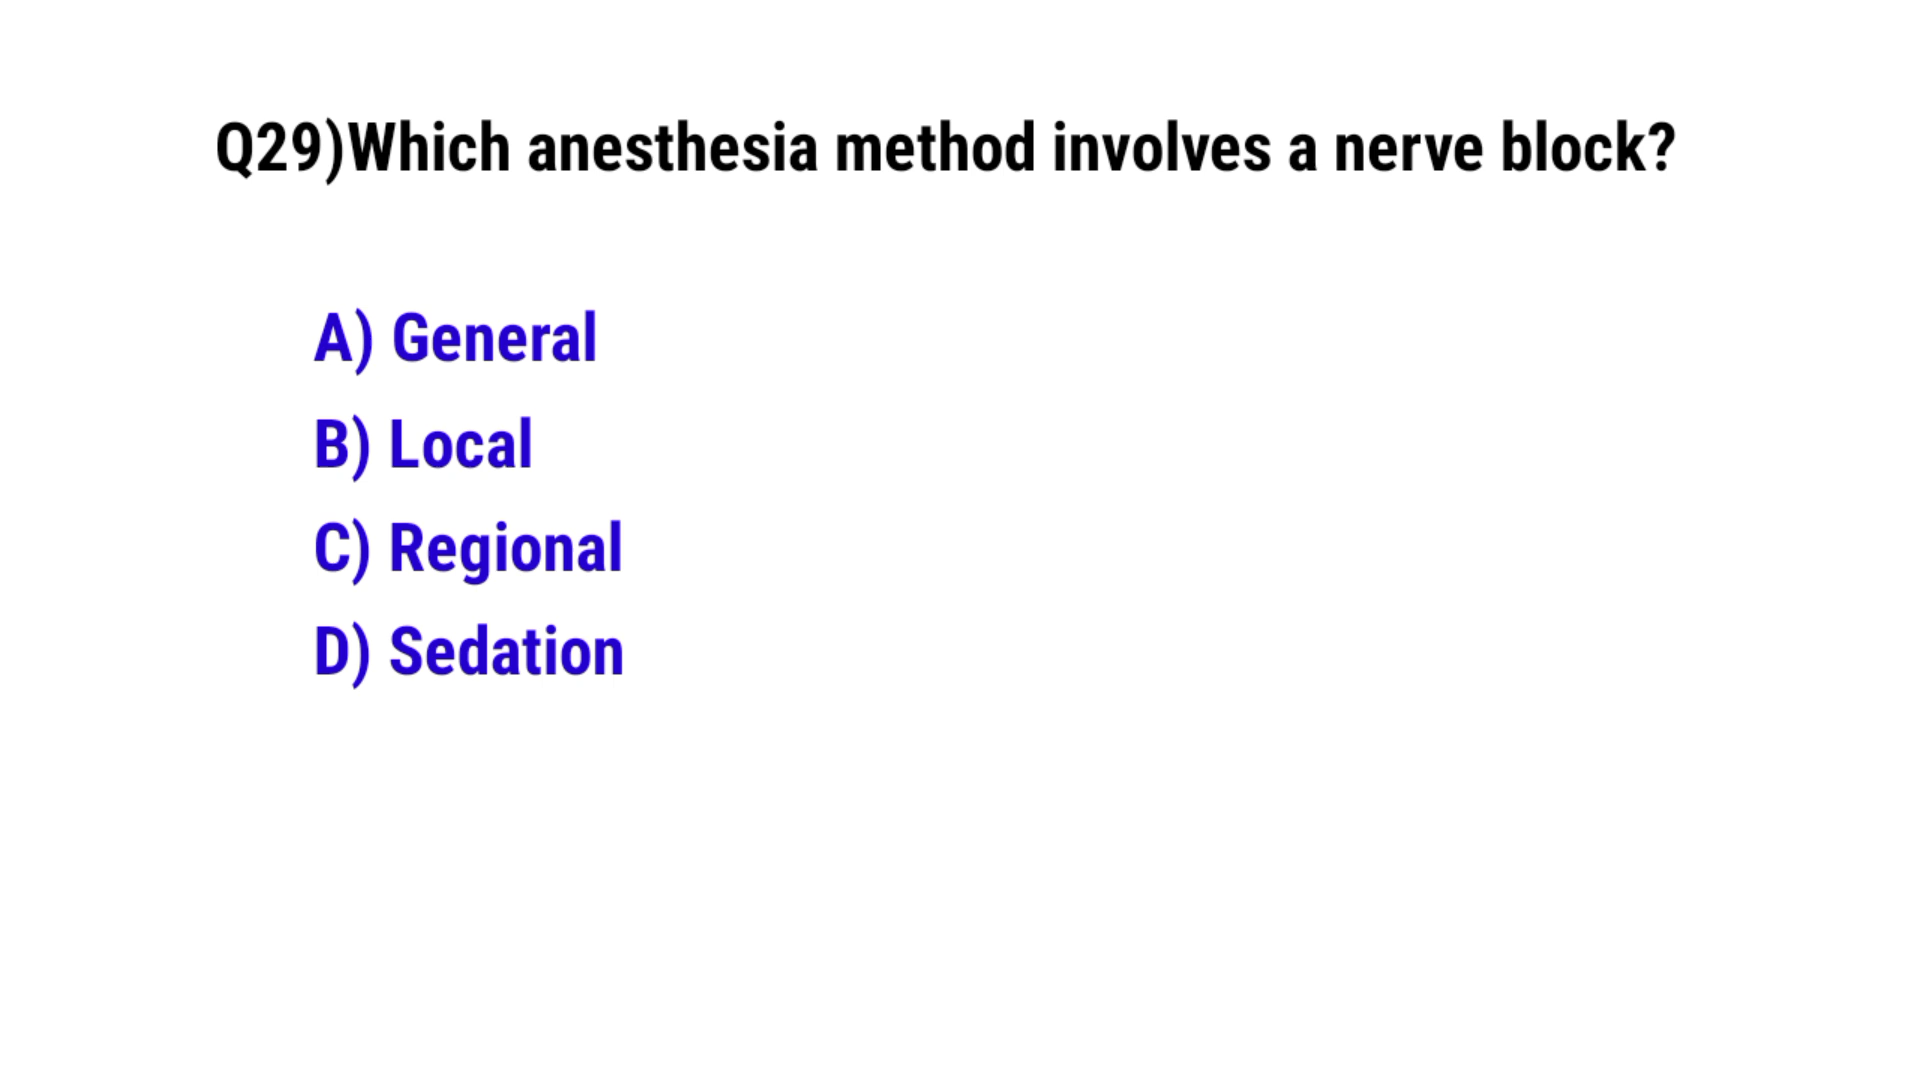 Q29)Which anesthesia method involves a nerve block?
A) General
B) Local
C) Regional
D) Sedation